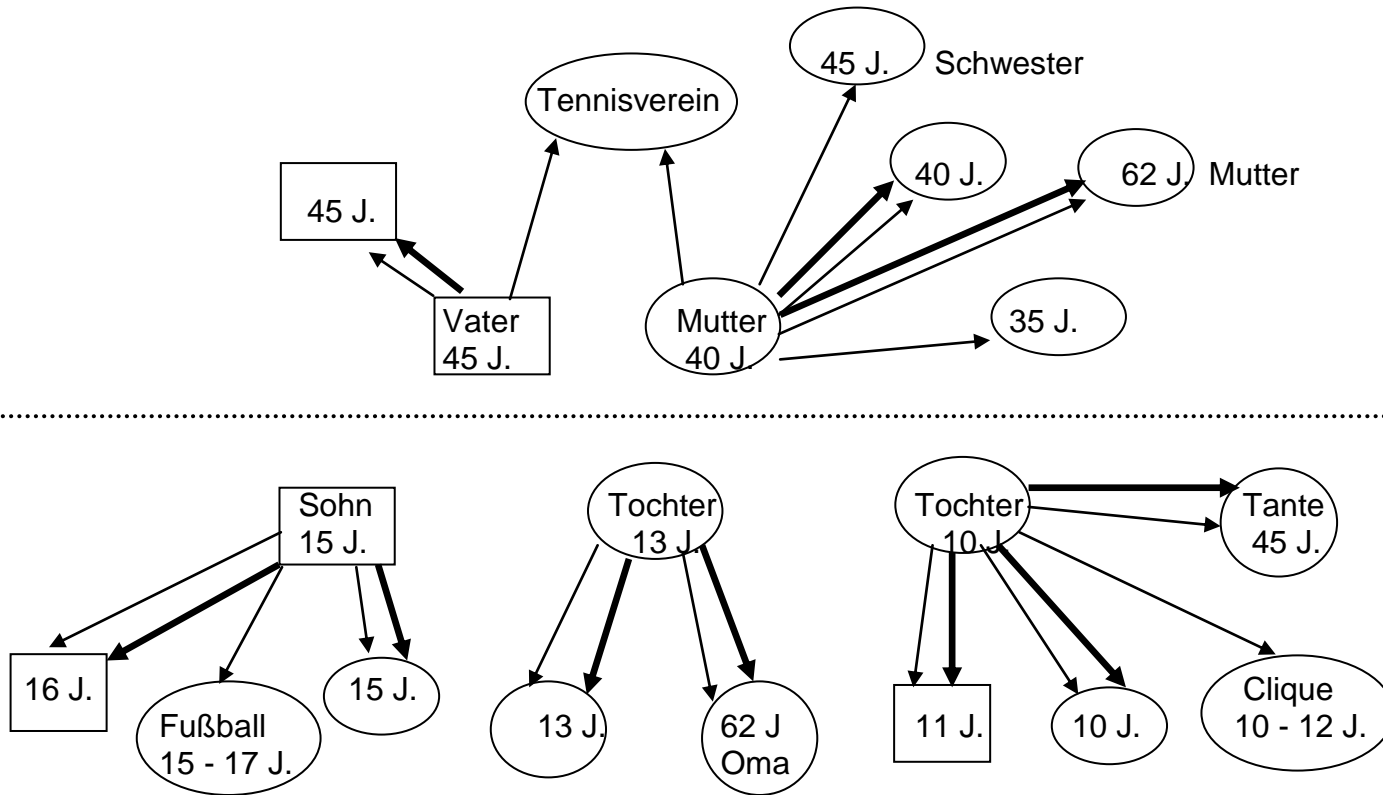 45 J. Schwester
Tennisverein
40 J.
62 J. Mutter
45 J.
Vater
45 J.
Mutter
40 J.
35 J.
Sohn
15 J.
Tochter
13 J.
Tochter
10 J.
Tante
45 J.
16 J.
Fußball
15 - 17 J.
15 J.
13 J.
62 J
Oma
11 J.
10 J.
Clique
10 - 12 J.